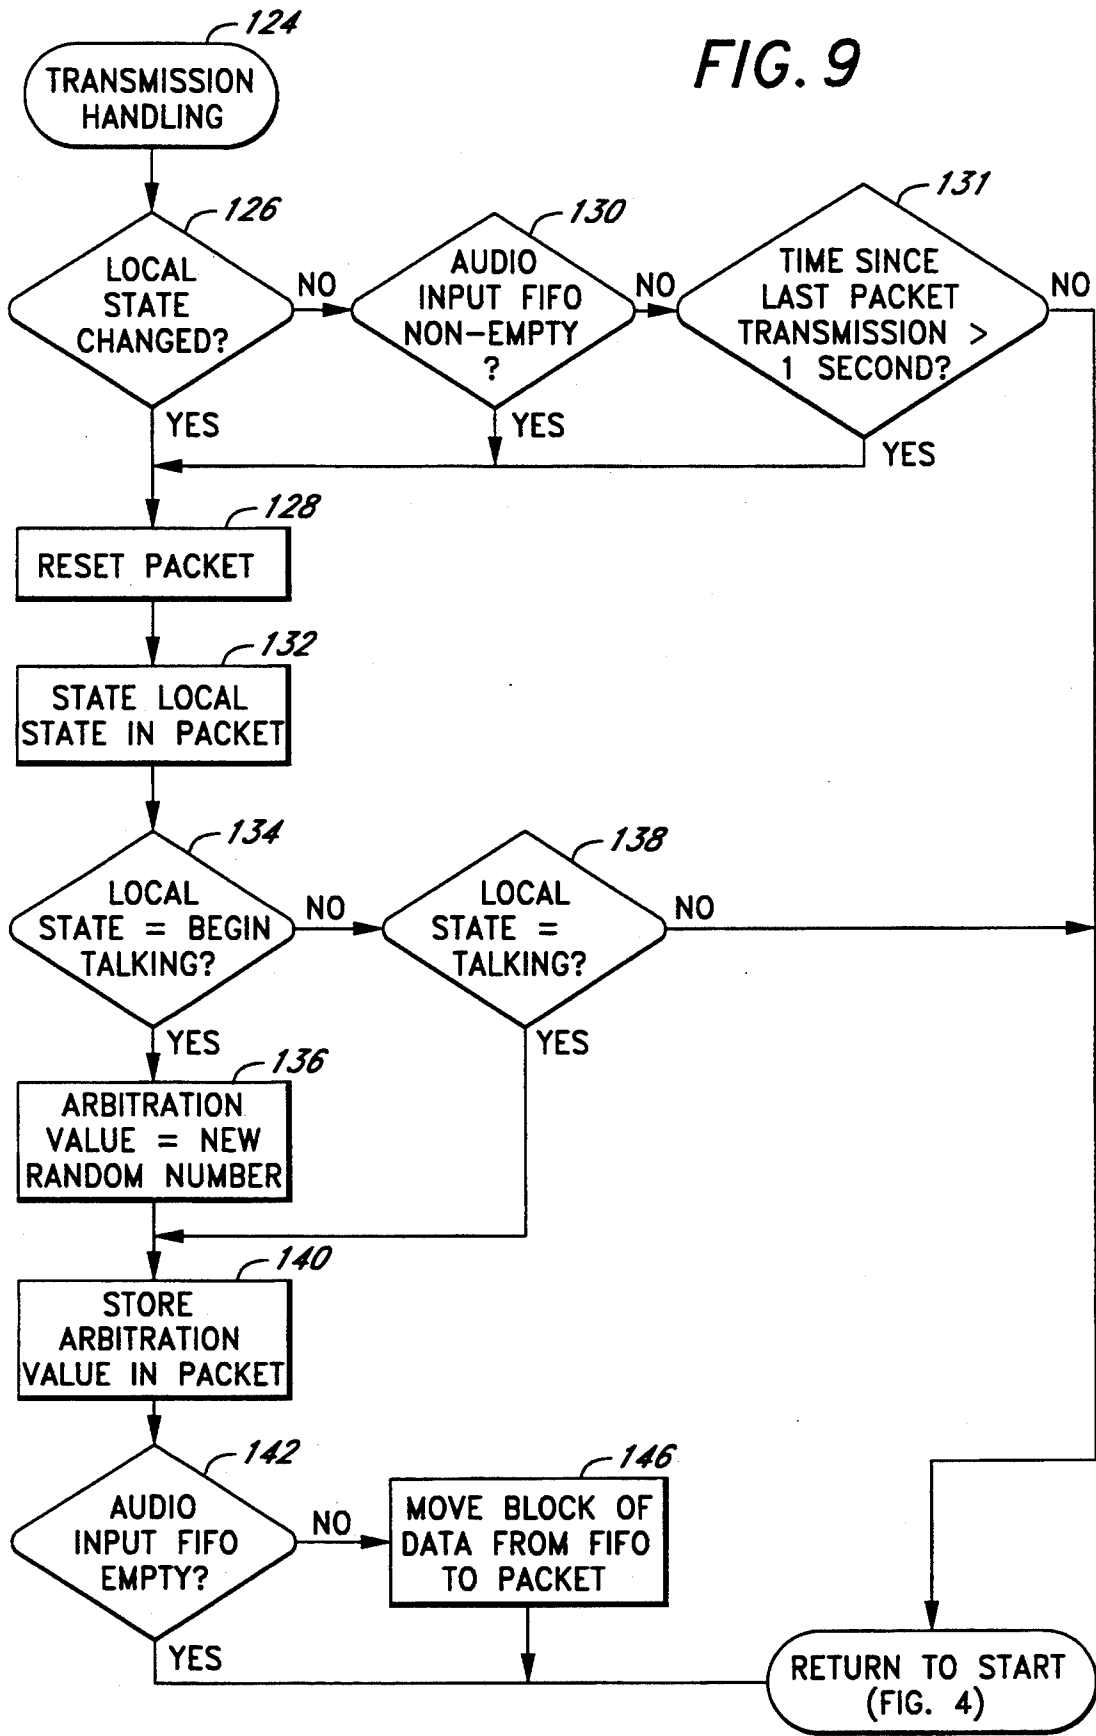 FIG. 9
124
TRANSMISSION
HANDLING
126
LOCAL
STATE
CHANGED?
NO
YES
130
AUDIO
INPUT FIFO
NON-EMPTY
?
NO
YES
131
TIME SINCE
LAST PACKET
TRANSMISSION >
1 SECOND?
NO
YES
128
RESET PACKET
132
STATE LOCAL
STATE IN PACKET
134
LOCAL
STATE = BEGIN
TALKING?
NO
YES
138
LOCAL
STATE =
TALKING?
NO
YES
136
ARBITRATION
VALUE = NEW
RANDOM NUMBER
140
STORE
ARBITRATION
VALUE IN PACKET
142
AUDIO
INPUT FIFO
EMPTY?
NO
YES
146
MOVE BLOCK OF
DATA FROM FIFO
TO PACKET
RETURN TO START
(FIG. 4)